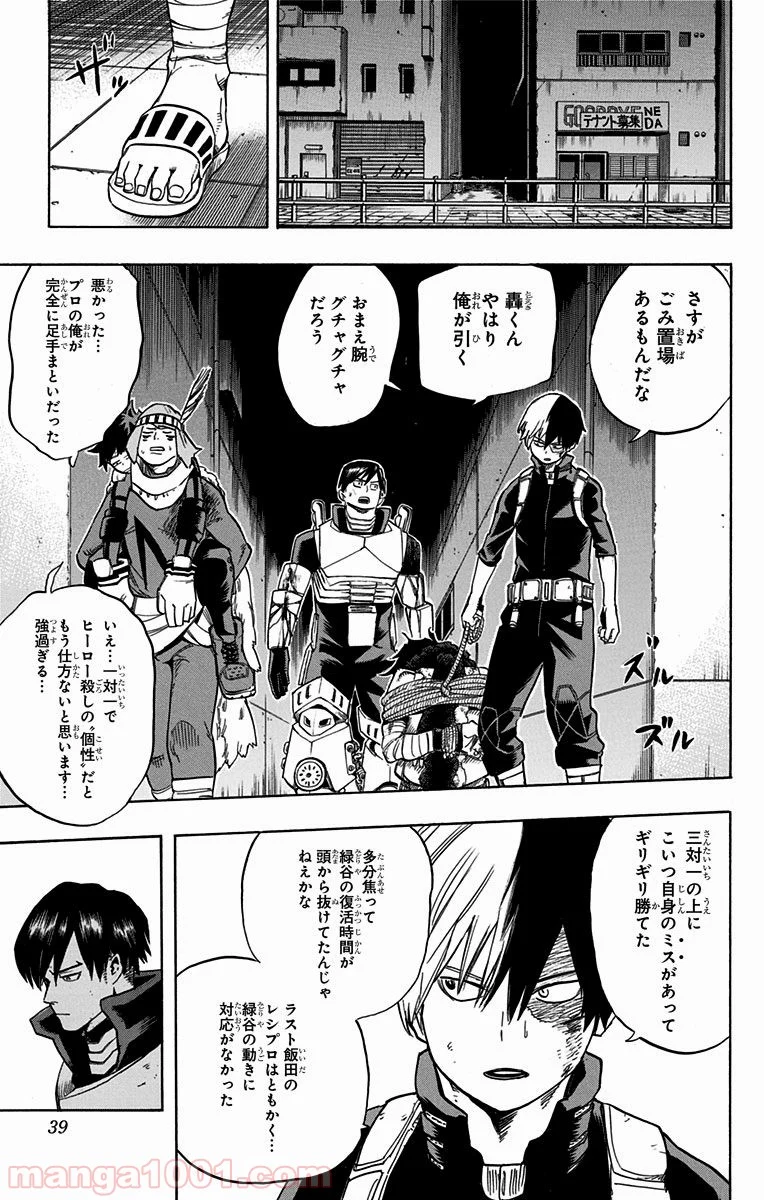 GOODBYE
NE
DA
テナント募集
ザッ
さすが
ごみ置場
あるもんだな
轟くん
やはり
俺が引く
おまえ腕
グチャグチャ
だろう
悪かった…
プロの俺が
完全に足手まといだった
いえ…一対一で
ヒーロー殺しの〝個性〟だと
もう仕方ないと思います…
強過ぎる…
ズル
ズル
三対一の上に
こいつ自身のミスがあって
ギリギリ勝てた
多分焦って
緑谷の復活時間が
頭から抜けてたんじゃ
ねえかな
ラスト飯田の
レシプロはともかく…
緑谷の動きに
対応がなかった
39
manga1001.com